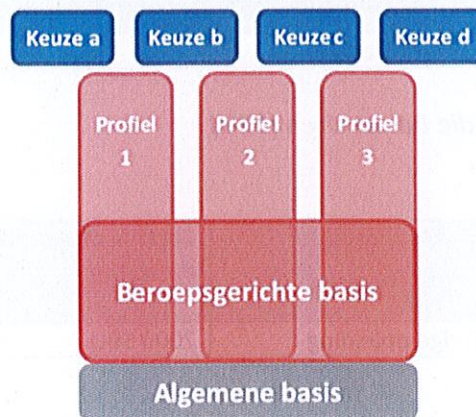 Keuze a
Keuze b
Keuze c
Keuze d
Profiel
1
Profiel
2
Profiel
3
Beroepsgerichte basis
Algemene basis